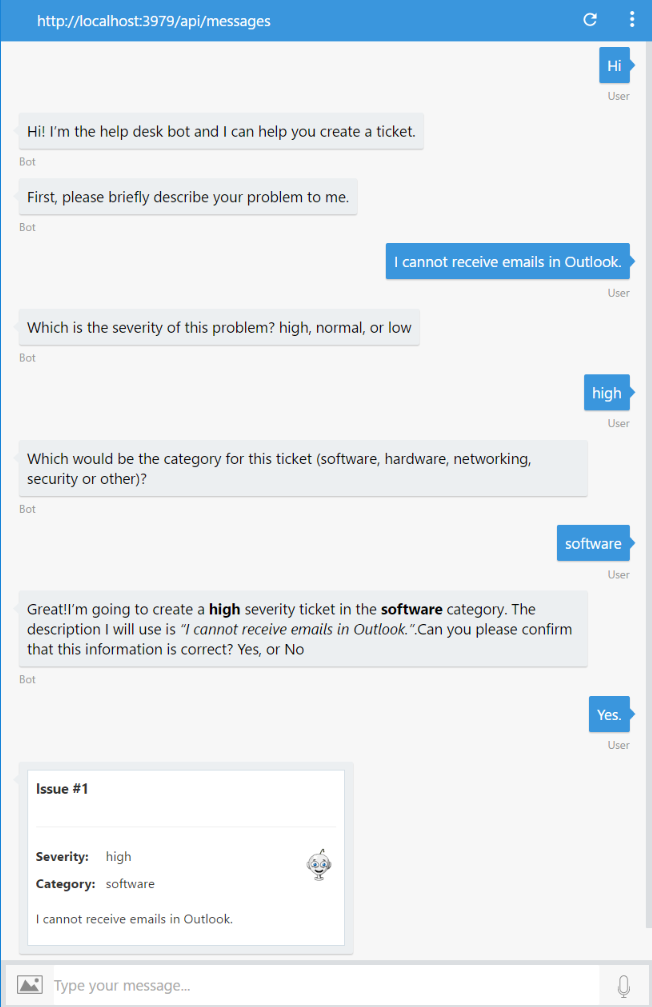 http://localhost:3979/api/messages
Hi
User
Hi! I'm the help desk bot and I can help you create a ticket.
Bot
First, please briefly describe your problem to me.
Bot
I cannot receive emails in Outlook.
User
Which is the severity of this problem? high, normal, or low
Bot
high
User
Which would be the category for this ticket (software, hardware, networking,
security or other)?
Bot
software
User
Great!I'm going to create a high severity ticket in the software category. The
description I will use is “I cannot receive emails in Outlook.”.Can you please confirm
that this information is correct? Yes, or No
Bot
Yes.
User
Issue #1
Severity: high
Category: software
I cannot receive emails in Outlook.
Type your message...